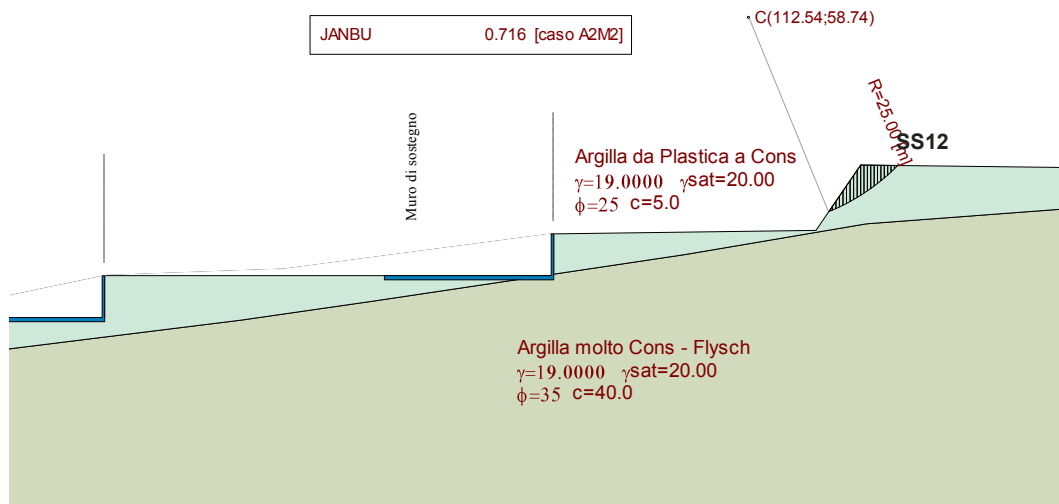 JANBU 0.716 [caso A2M2]
C(112.54;58.74)
R=25.00 [m]
SS12
Muro di sostegno
Argilla da Plastica a Cons
γ=19.0000 γsat=20.00
ϕ=25 c=5.0
Argilla molto Cons - Flysch
γ=19.0000 γsat=20.00
ϕ=35 c=40.0